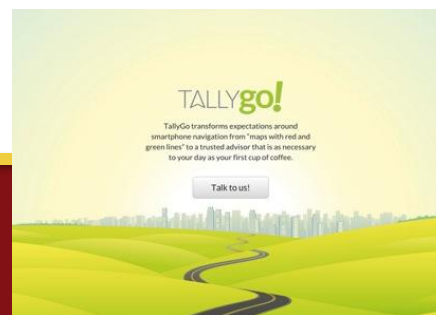 TALLYgo!
TallyGo transforms expectations around
smartphone navigation from "maps with red and
green lines" to a trusted advisor that is as necessary
to your day as your first cup of coffee.
Talk to us!